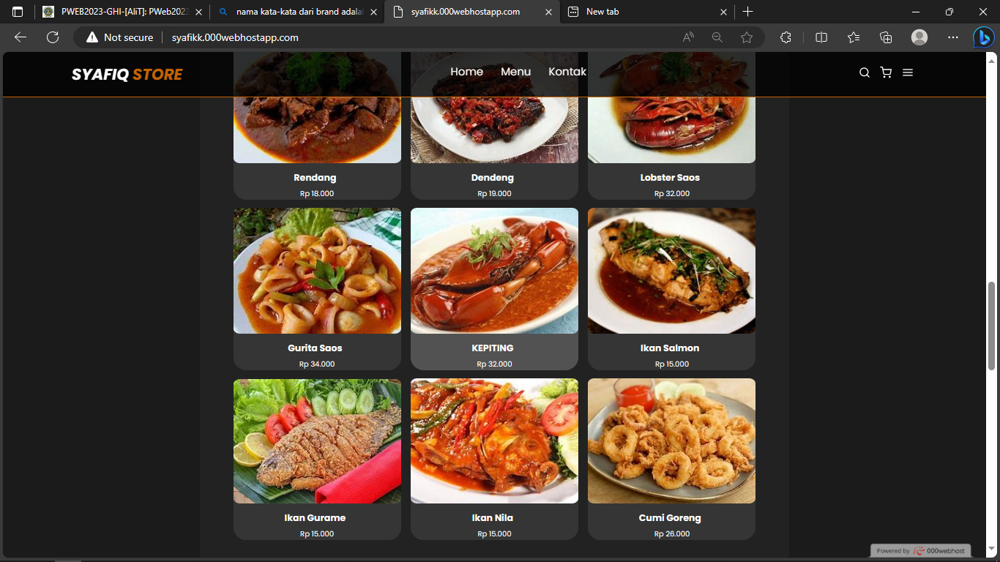 PWEB2023-GHI-[AliT]: PWeb2023
nama kata-kata dari brand adalah
syafikk.000webhostapp.com
New tab
Not secure
syafikk.000webhostapp.com
SYAFIQ STORE
Home
Menu
Kontak
Rendang
Dendeng
Lobster Saos
Rp 18.000
Rp 19.000
Rp 32.000
Gurita Saos
KEPITING
Ikan Salmon
Rp 34.000
Rp 32.000
Rp 15.000
Ikan Gurame
Ikan Nila
Cumi Goreng
Rp 15.000
Rp 15.000
Rp 26.000
Powered by 000webhost